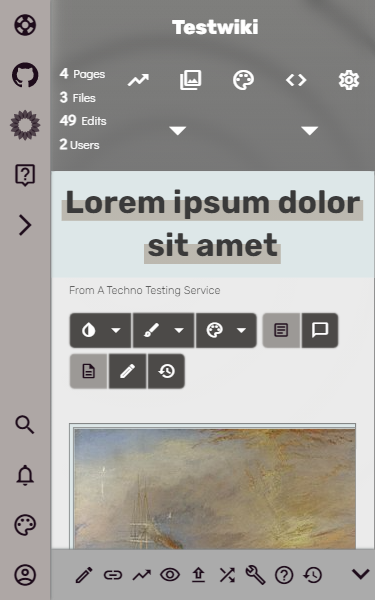 Testwiki
4 Pages
3 Files
49 Edits
2 Users
Lorem ipsum dolor
sit amet
From A Techno Testing Service